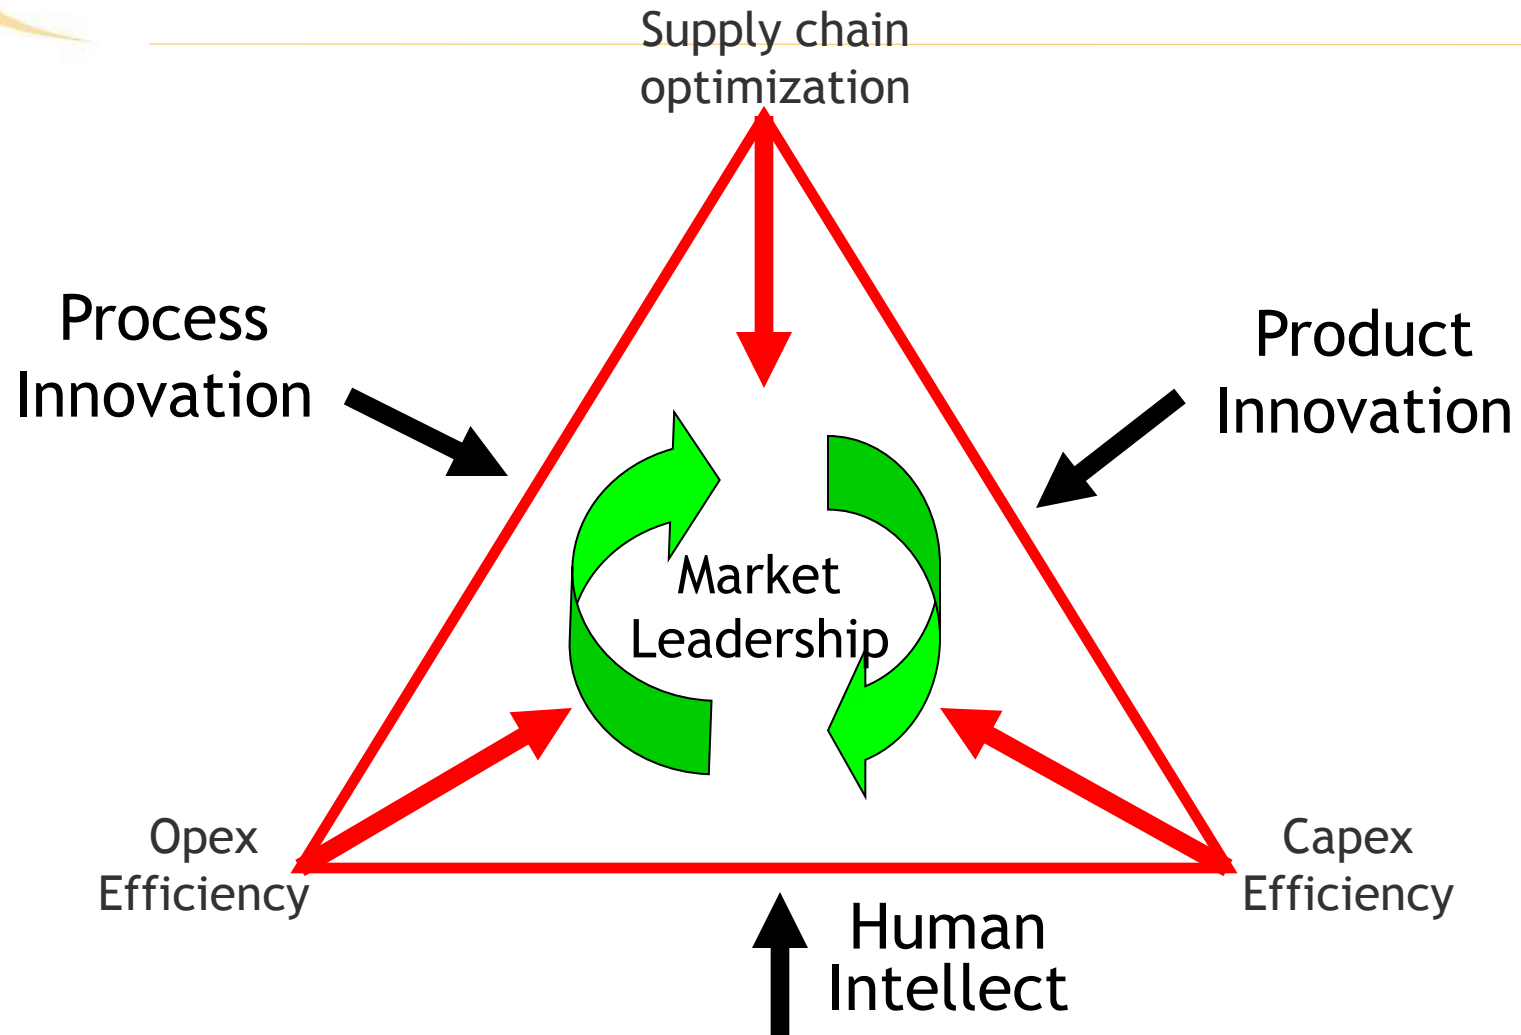 Supply chain
optimization
Process
Innovation
Product
Innovation
Market
Leadership
Opex
Efficiency
Capex
Efficiency
Human
Intellect